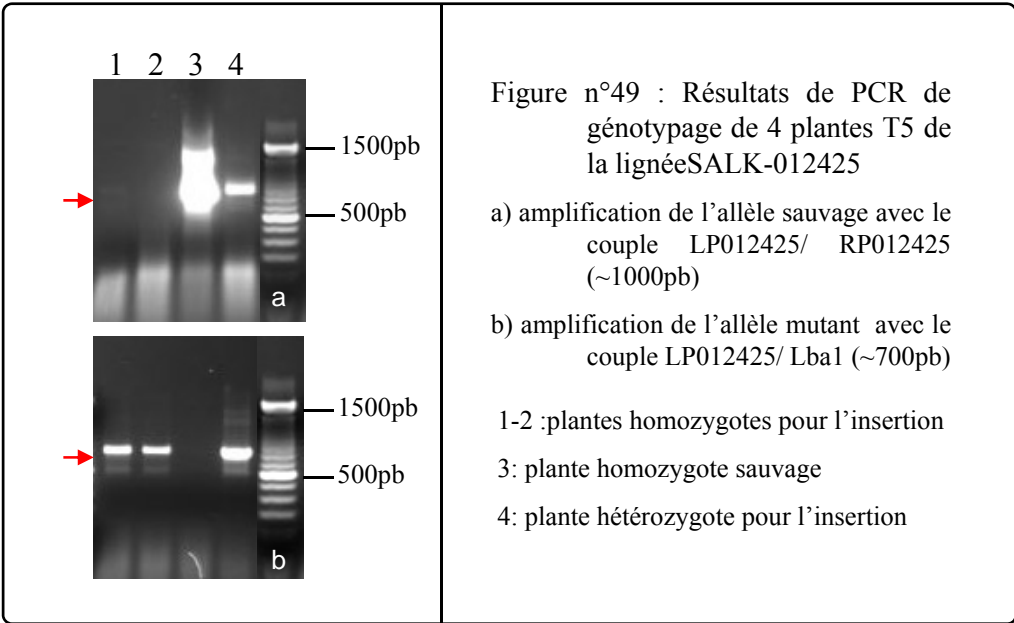 1 2 3 4
1500pb
500pb
a
1500pb
500pb
b
Figure n°49 : Résultats de PCR de
génotypage de 4 plantes T5 de
la lignéeSALK-012425
a) amplification de l’allèle sauvage avec le
couple LP012425/ RP012425
(~1000pb)
b) amplification de l’allèle mutant avec le
couple LP012425/ Lba1 (~700pb)
1-2 :plantes homozygotes pour l’insertion
3: plante homozygote sauvage
4: plante hétérozygote pour l’insertion